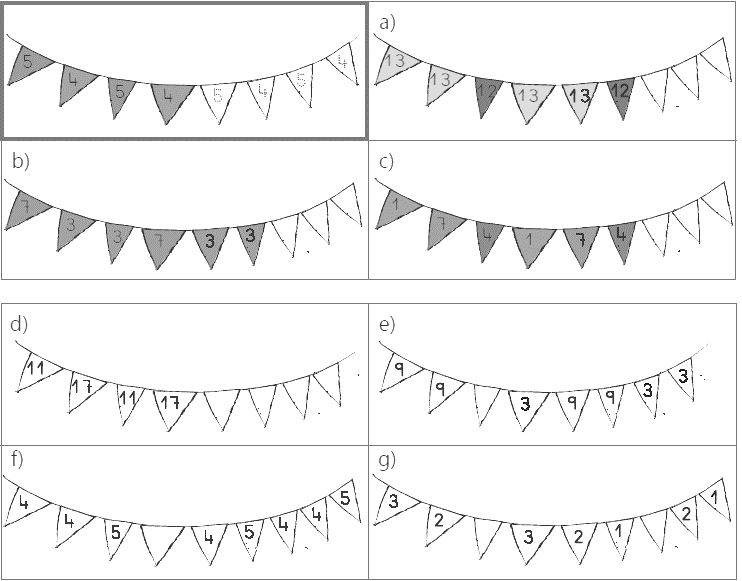 5 4 5 4 5 4 5 4
a)
13 13 12 13 13 12
b)
7 3 3 7 3 3
c)
1 7 4 1 7 4
d)
11 17 11 17
e)
9 9 3 9 9 3 3
f)
4 4 5 4 5 4 4 5
g)
3 2 3 2 1 2 1